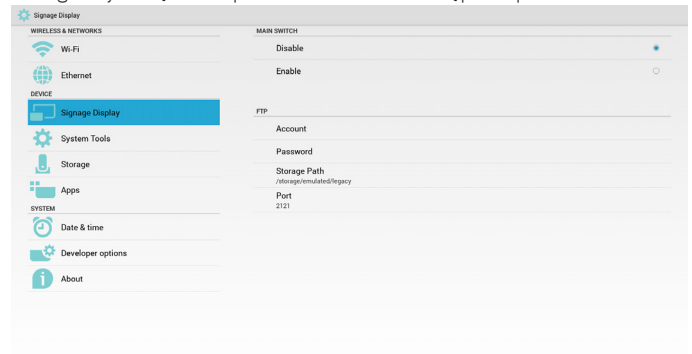 Signage Display
WIRELESS & NETWORKS
Wi-Fi
Ethernet
DEVICE
Signage Display
System Tools
Storage
Apps
SYSTEM
Date & time
Developer options
About
MAIN SWITCH
Disable
Enable
FTP
Account
Password
Storage Path
/storage/emulated/legacy
Port
2121